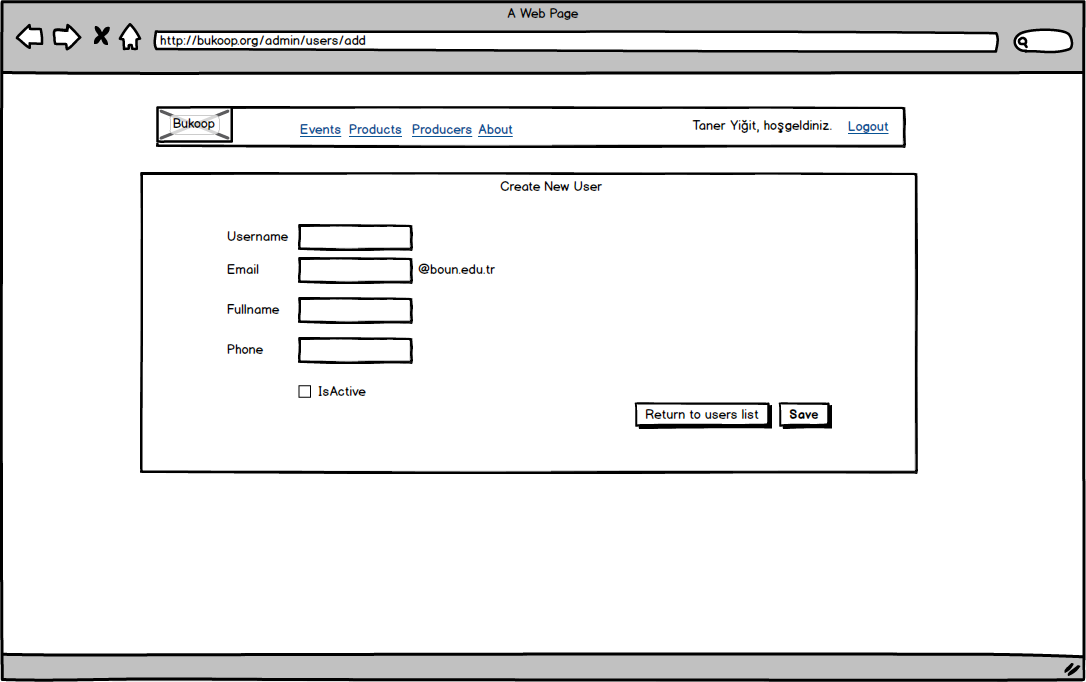 A Web Page
http://bukoop.org/admin/users/add
Bukoop Events Products Producers About Taner Yiğit, hoşgeldiniz. Logout
Create New User
Username
Email @boun.edu.tr
Fullname
Phone
IsActive
Return to users list Save